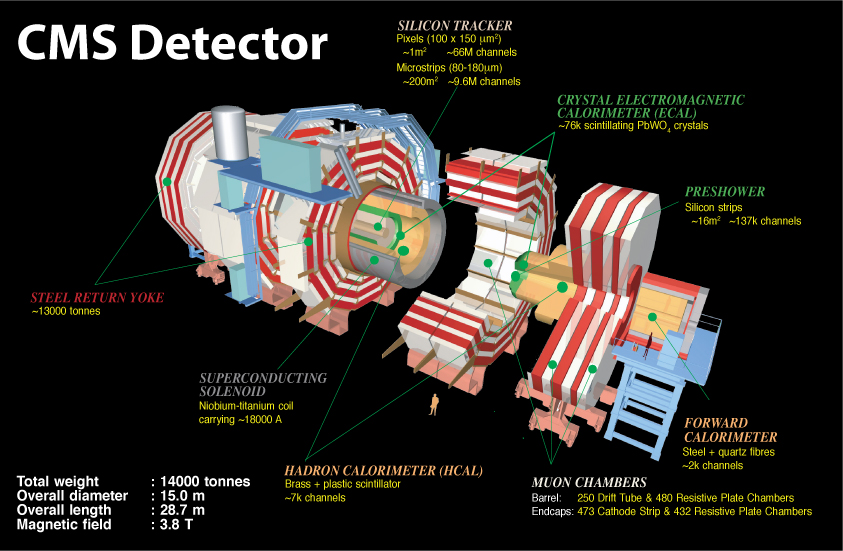 CMS Detector
SILICON TRACKER
Pixels (100 x 150 μm²)
~1m² ~66M channels
Microstrips (80-180μm)
~200m² ~9.6M channels
CRYSTAL ELECTROMAGNETIC
CALORIMETER (ECAL)
~76k scintillating PbWO₄ crystals
PRESHOWER
Silicon strips
~16m² ~137k channels
STEEL RETURN YOKE
~13000 tonnes
SUPERCONDUCTING
SOLENOID
Niobium-titanium coil
carrying ~18000 A
HADRON CALORIMETER (HCAL)
Brass + plastic scintillator
~7k channels
FORWARD
CALORIMETER
Steel + quartz fibres
~2k channels
MUON CHAMBERS
Barrel: 250 Drift Tube & 480 Resistive Plate Chambers
Endcaps: 473 Cathode Strip & 432 Resistive Plate Chambers
Total weight : 14000 tonnes
Overall diameter : 15.0 m
Overall length : 28.7 m
Magnetic field : 3.8 T